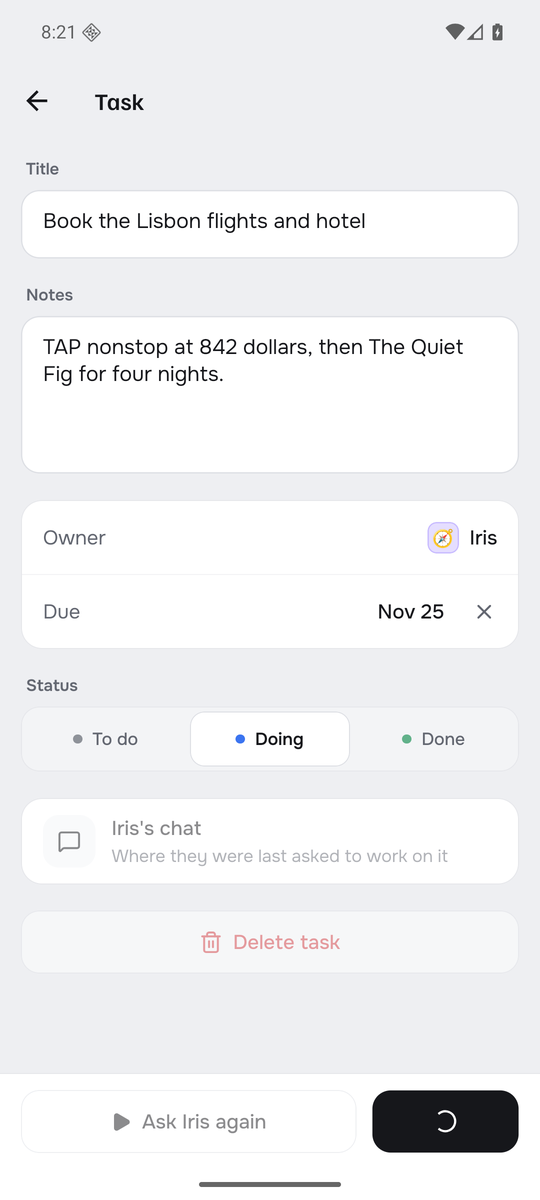 8:21
Task
Title
Book the Lisbon flights and hotel
Notes
TAP nonstop at 842 dollars, then The Quiet
Fig for four nights.
Owner
Iris
Due
Nov 25
Status
To do
Doing
Done
Iris's chat
Where they were last asked to work on it
Delete task
Ask Iris again